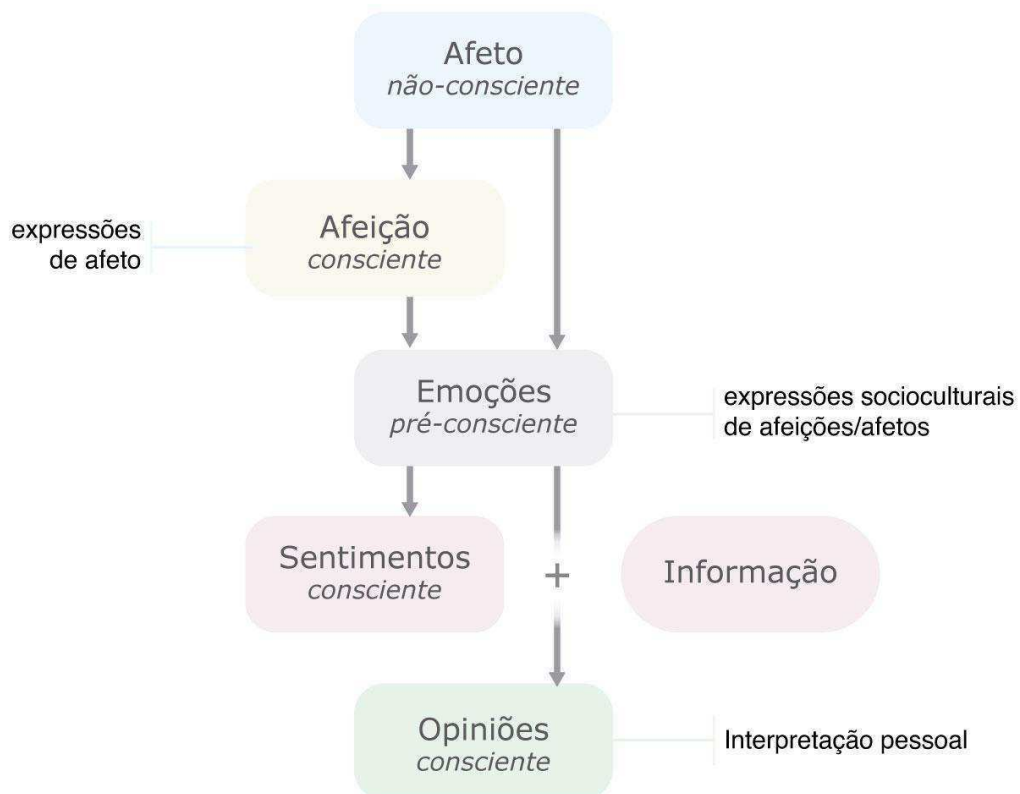 Afeto
não-consciente
Afeição
consciente
expressões
de afeto
Emoções
pré-consciente
expressões socioculturais
de afeições/afetos
Sentimentos
consciente
+
Informação
Opiniões
consciente
Interpretação pessoal